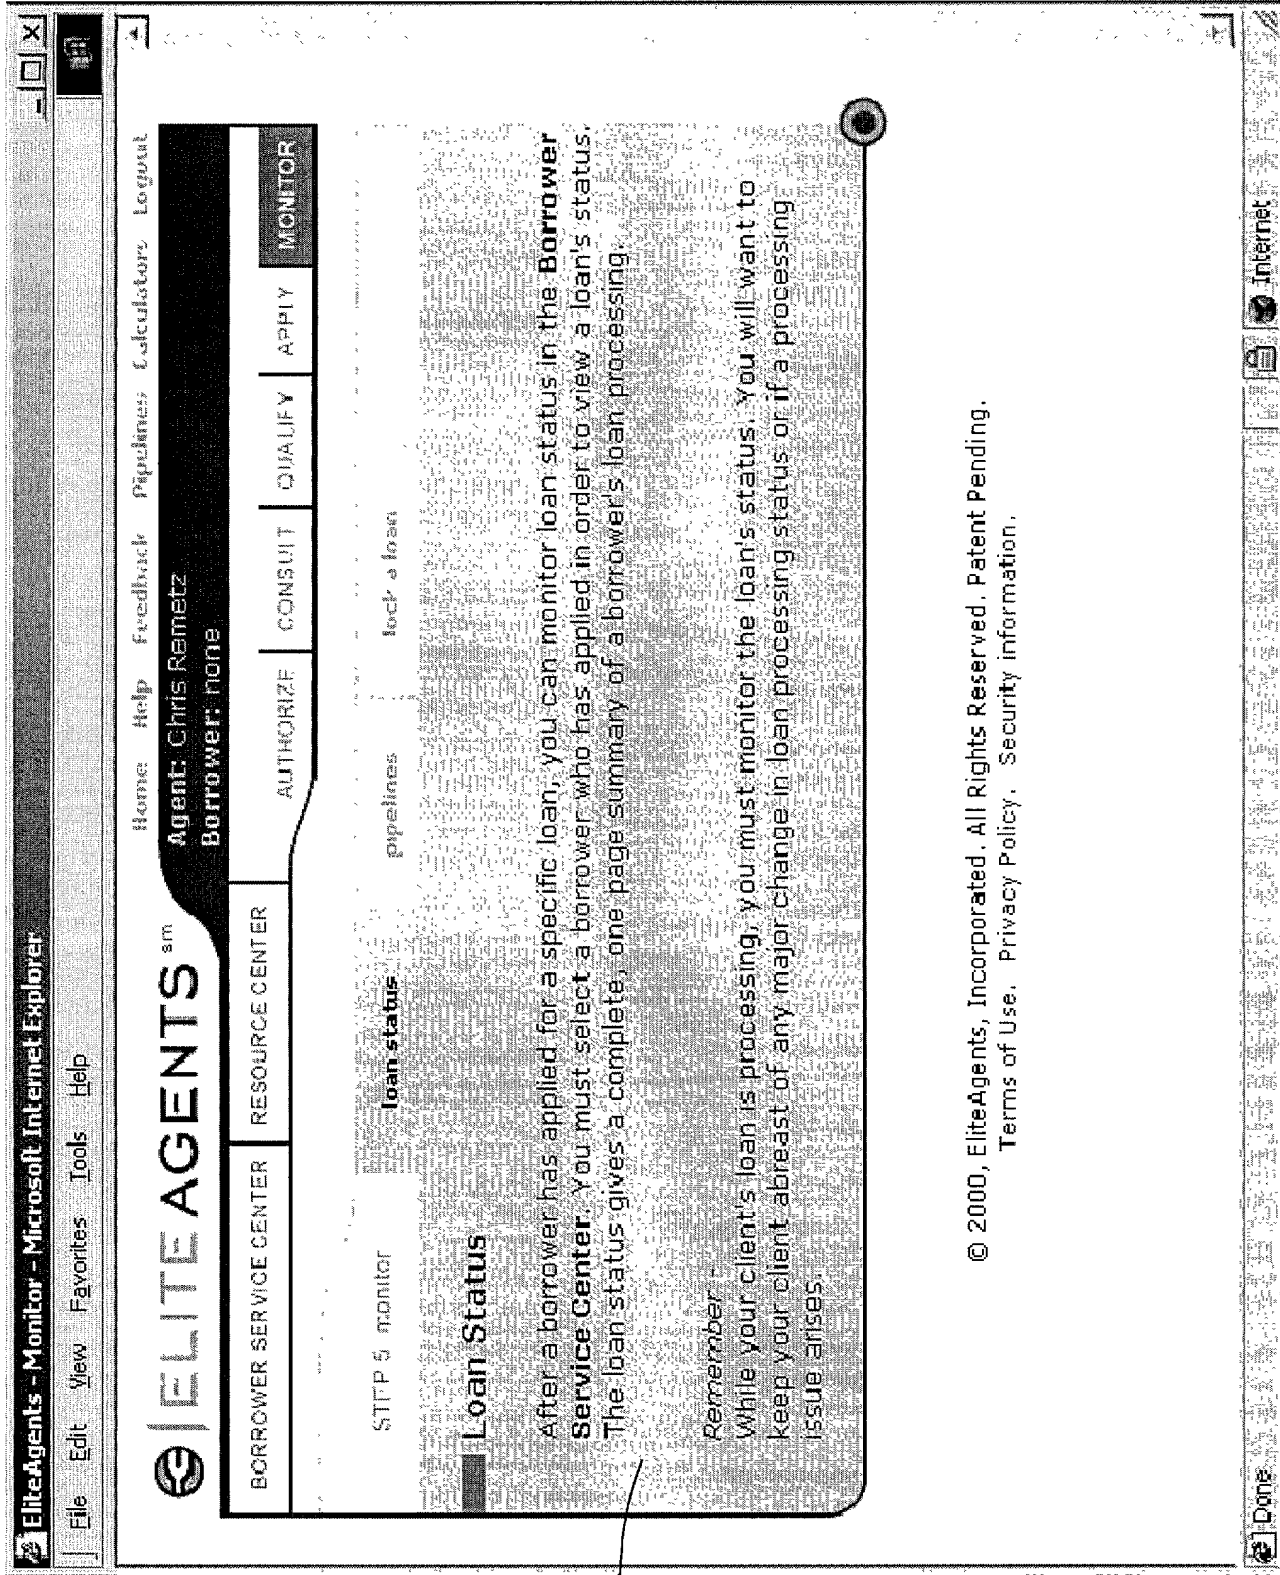 EliteAgents - Monitor - Microsoft Internet Explorer
File Edit View Favorites Tools Help
Home Help Feedback Pipelines Calculators Logout
ELITE AGENTS sm
Agent: Chris Remetz
Borrower: none
BORROWER SERVICE CENTER RESOURCE CENTER
AUTHORIZE CONSULT QUALIFY APPLY MONITOR
STEP 5 monitor loan status pipelines lock a loan
Loan Status
After a borrower has applied for a specific loan, you can monitor loan status in the Borrower
Service Center. You must select a borrower who has applied in order to view a loan's status.
The loan status gives a complete, one page summary of a borrower's loan processing.
Remember -
While your client's loan is processing, you must monitor the loan's status. You will want to
keep your client abreast of any major change in loan processing status or if a processing
issue arises.
© 2000, EliteAgents, Incorporated. All Rights Reserved. Patent Pending.
Terms of Use. Privacy Policy. Security information.
Done Internet